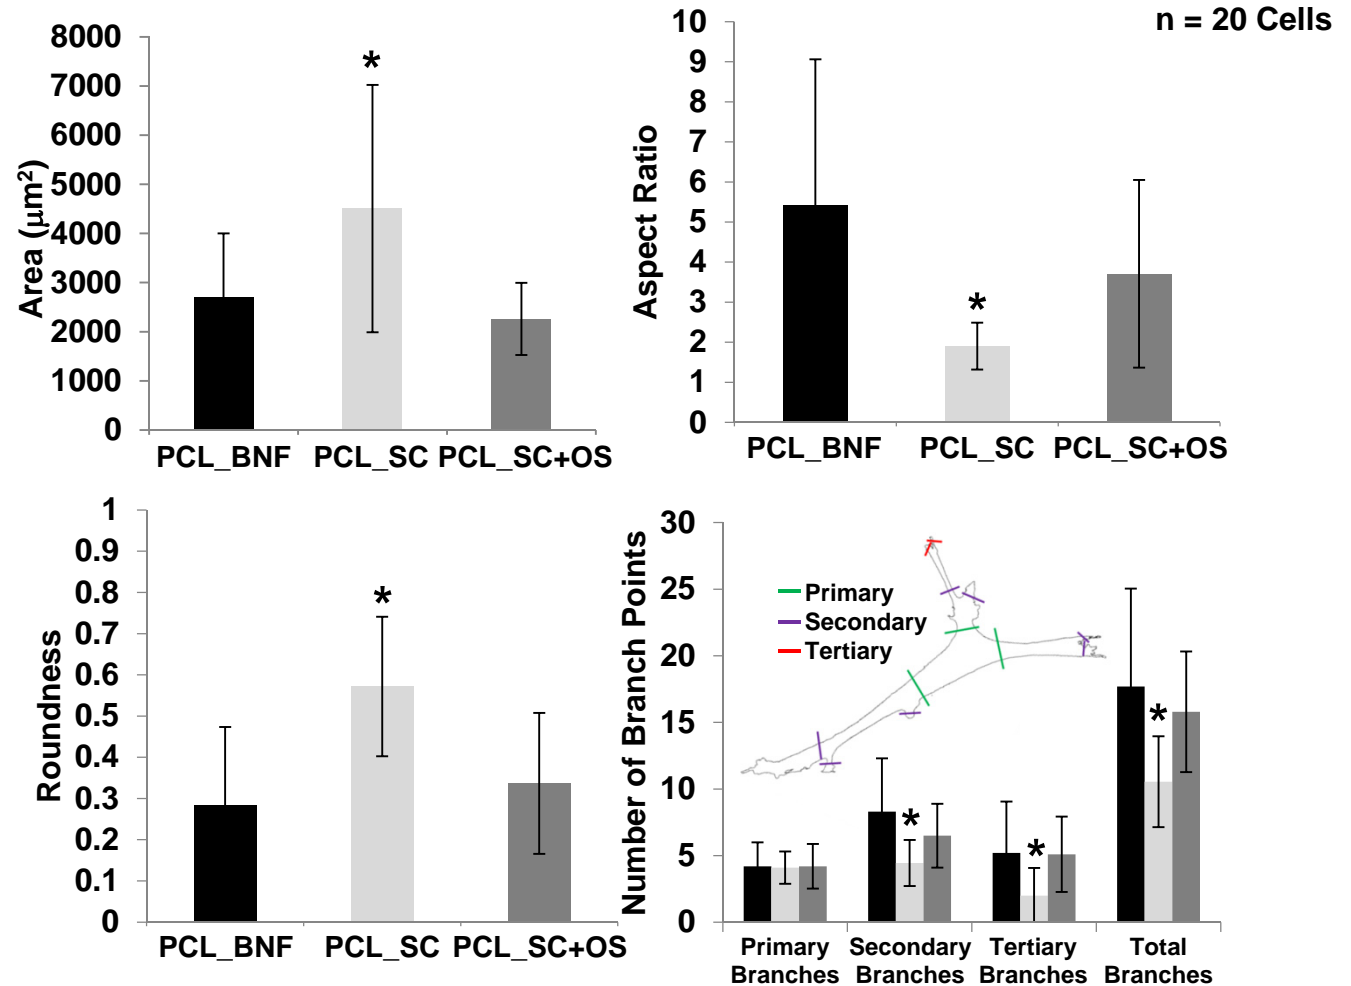 n = 20 Cells
8000
7000
6000
5000
4000
3000
2000
1000
0
Area (μm²)
*
PCL_BNF PCL_SC PCL_SC+OS
10
9
8
7
6
5
4
3
2
1
0
Aspect Ratio
*
PCL_BNF PCL_SC PCL_SC+OS
1
0.9
0.8
0.7
0.6
0.5
0.4
0.3
0.2
0.1
0
Roundness
*
PCL_BNF PCL_SC PCL_SC+OS
30
25
20
15
10
5
0
Number of Branch Points
Primary
Secondary
Tertiary
*
*
*
Primary Branches
Secondary Branches
Tertiary Branches
Total Branches